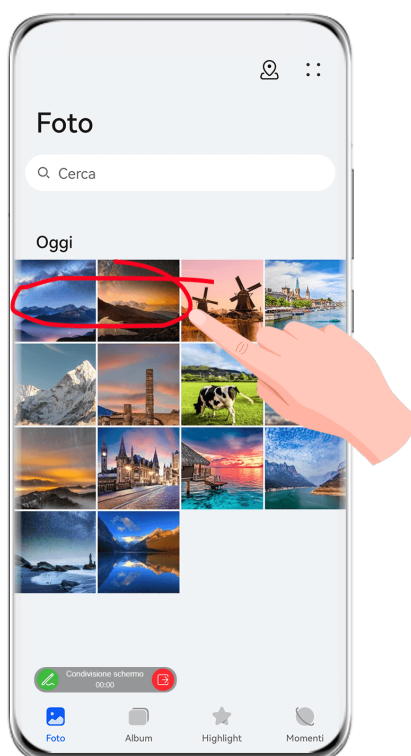 Foto
Cerca
Oggi
Condivisione schermo
00:00
Foto Album Highlight Momenti